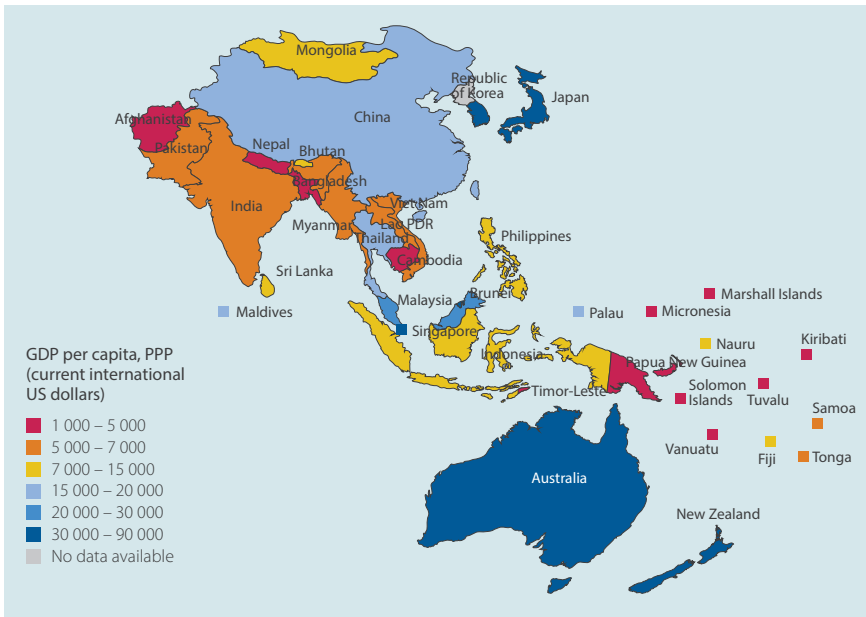 Mongolia
Republic
of Korea
Japan
China
Afghanistan
Pakistan
Nepal
Bhutan
Bangladesh
India
Myanmar
Viet Nam
Lao PDR
Thailand
Cambodia
Philippines
Sri Lanka
Maldives
Malaysia
Brunei
Singapore
Indonesia
Palau
Marshall Islands
Micronesia
Nauru
Kiribati
Papua New Guinea
Timor-Leste
Solomon
Islands
Tuvalu
Samoa
Vanuatu
Fiji
Tonga
Australia
New Zealand
GDP per capita, PPP
(current international
US dollars)
1 000 – 5 000
5 000 – 7 000
7 000 – 15 000
15 000 – 20 000
20 000 – 30 000
30 000 – 90 000
No data available